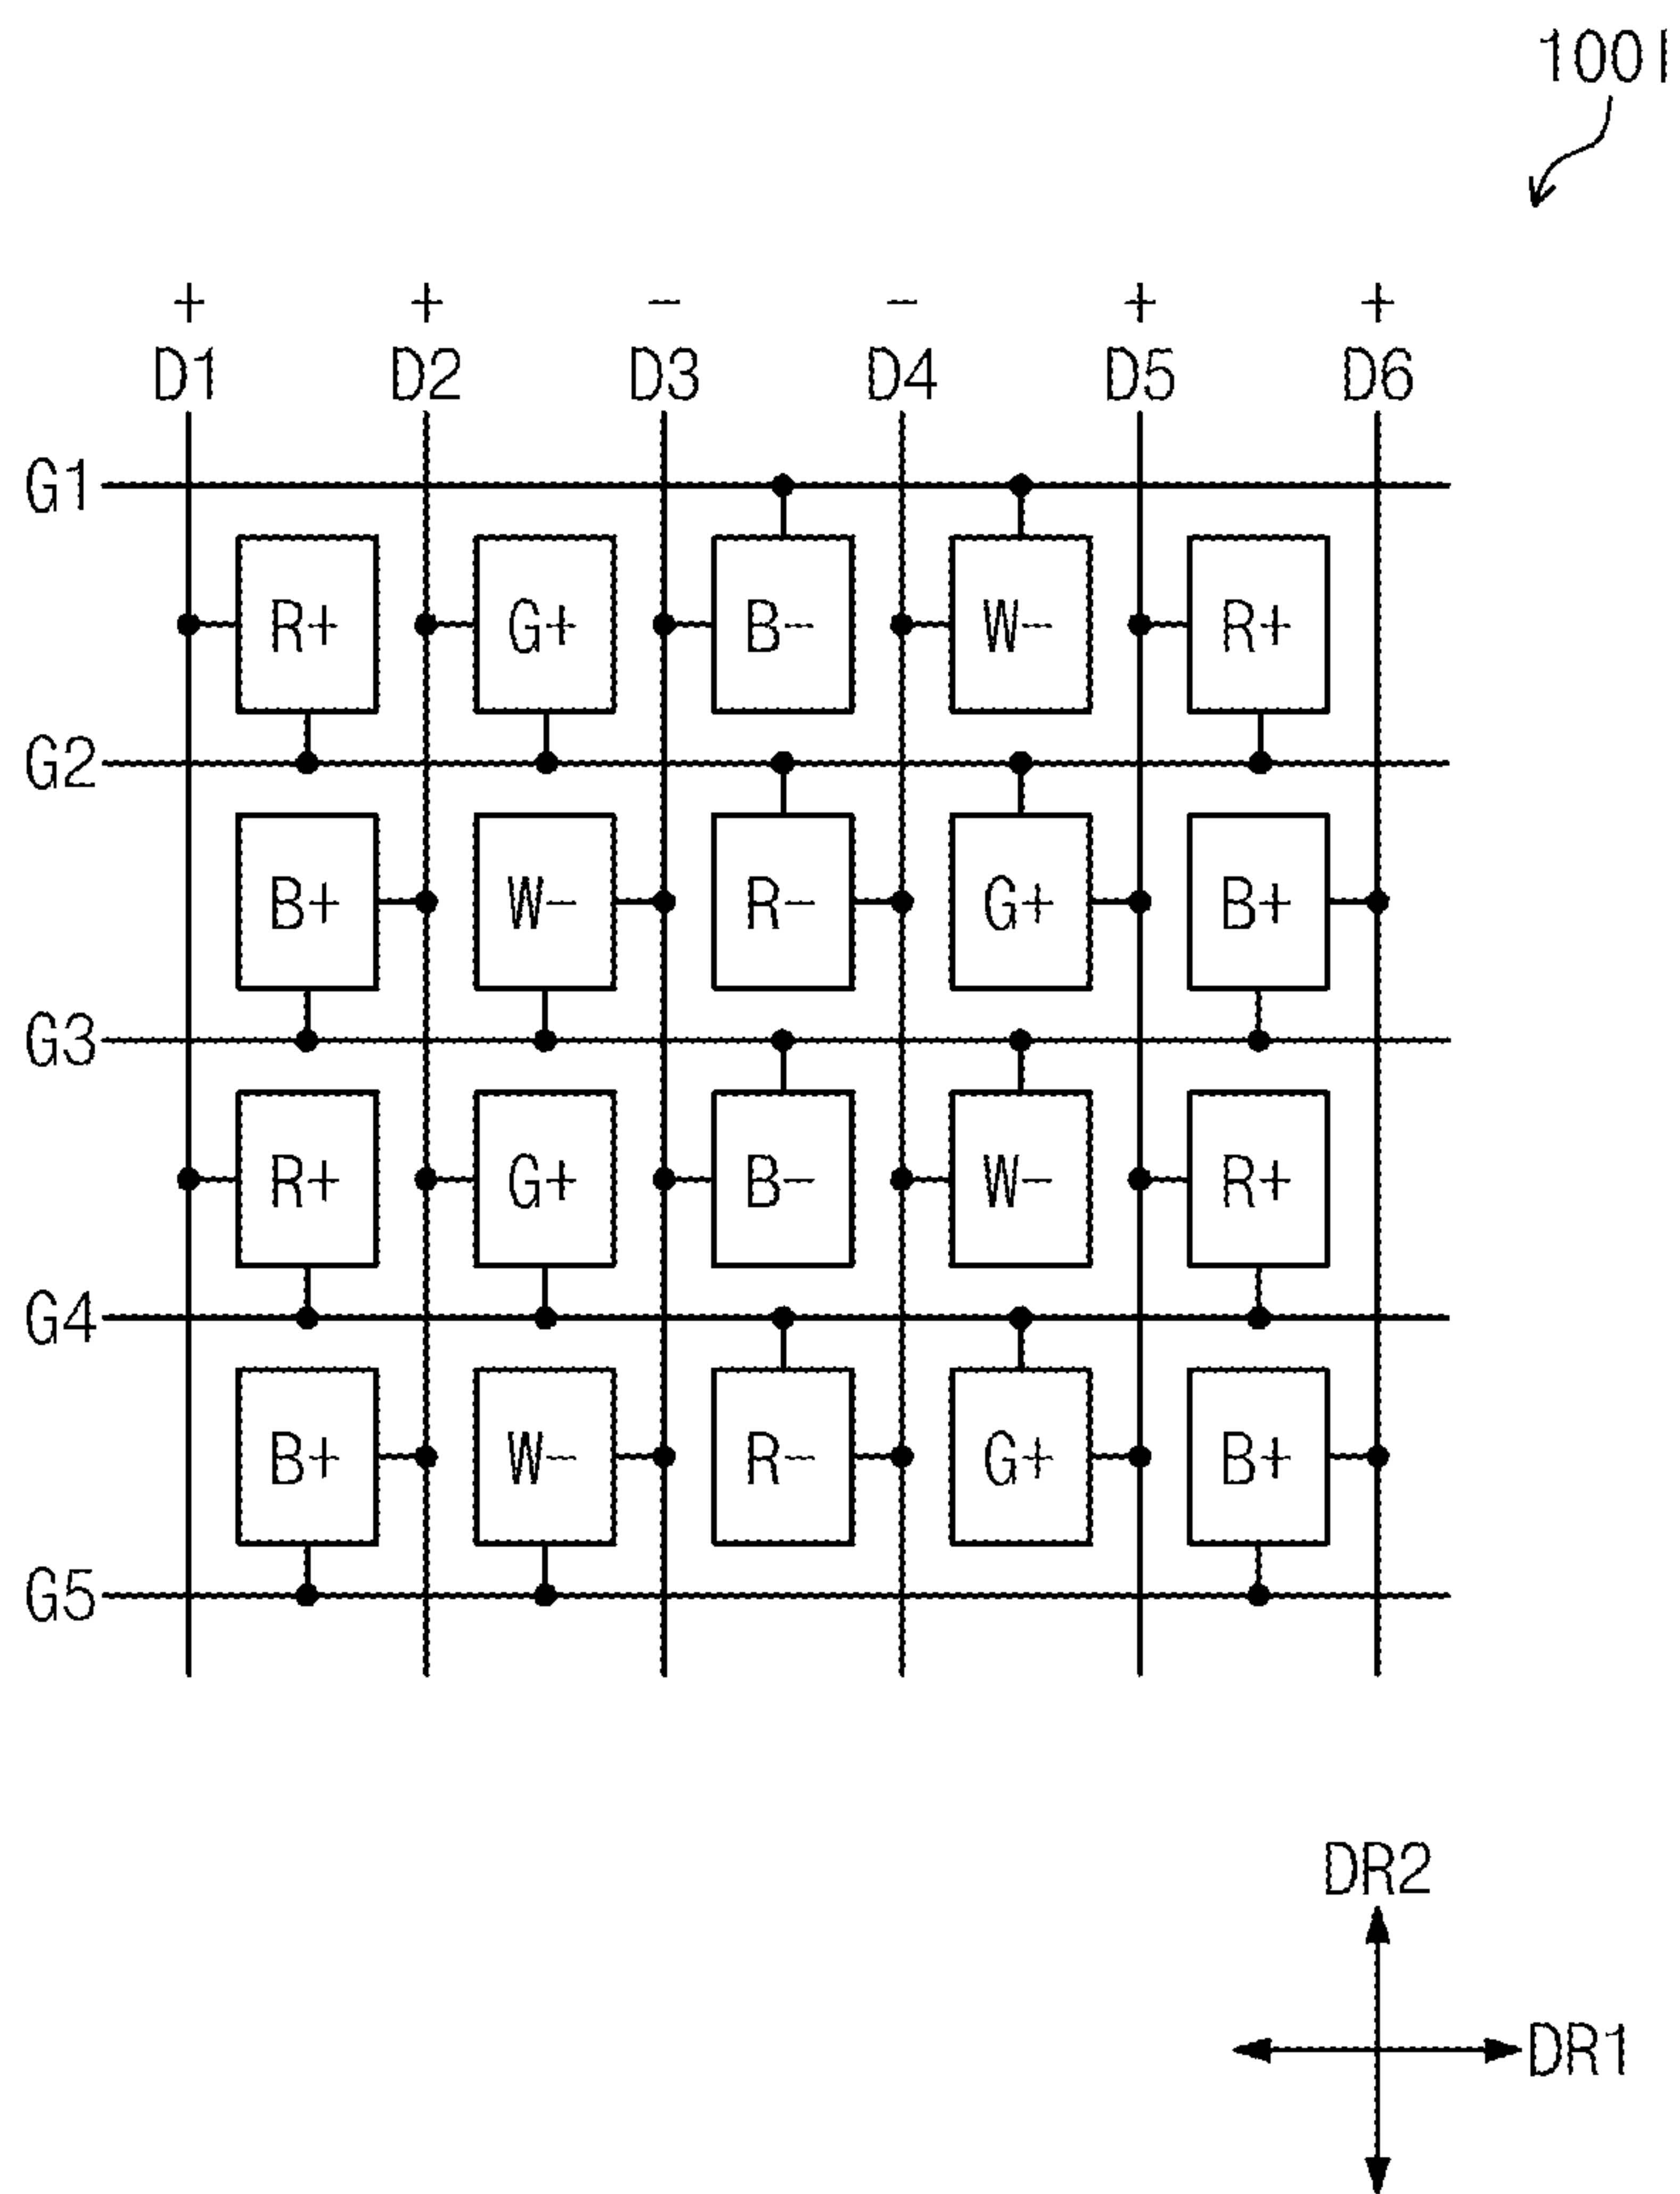 100I
+ + - - + +
D1 D2 D3 D4 D5 D6
G1
R+ G+ B- W- R+
G2
B+ W- R- G+ B+
G3
R+ G+ B- W- R+
G4
B+ W- R- G+ B+
G5
DR2
DR1